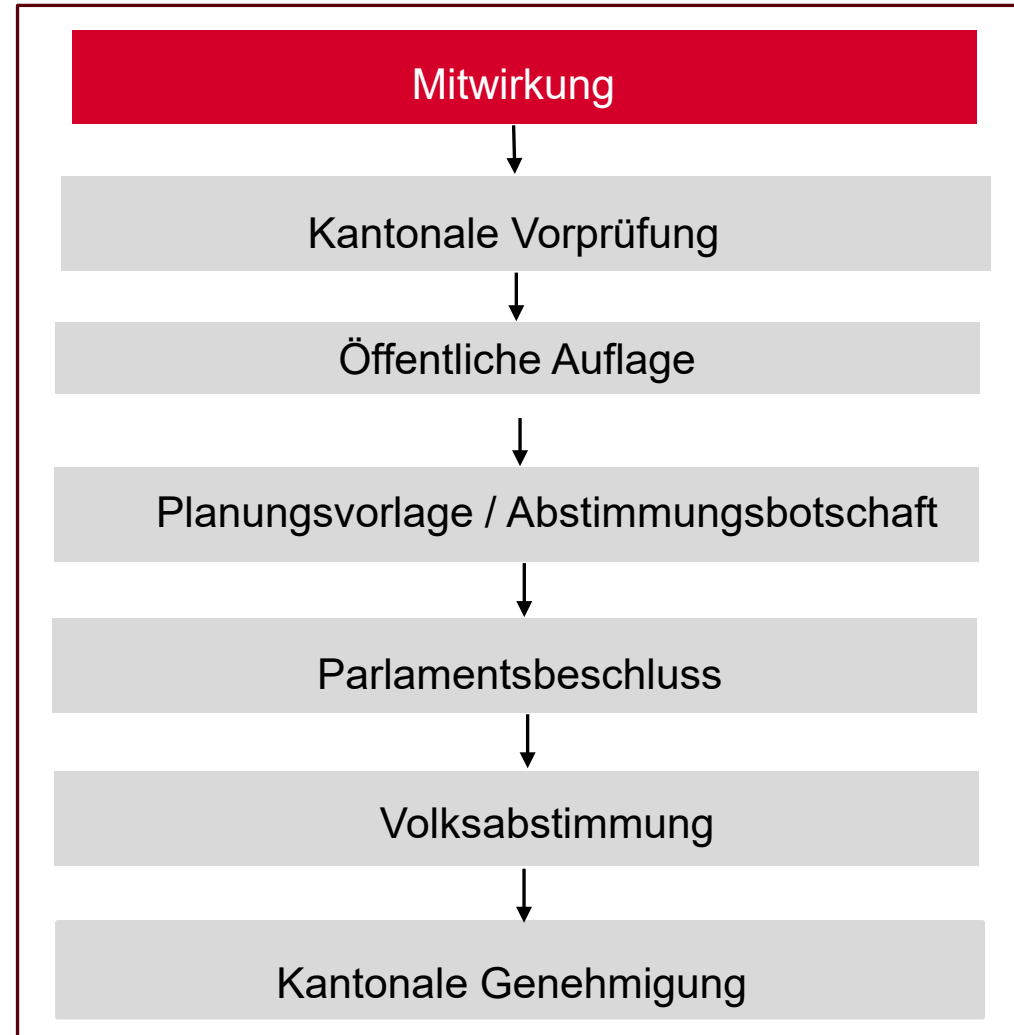 Mitwirkung
Kantonale Vorprüfung
Öffentliche Auflage
Planungsvorlage / Abstimmungsbotschaft
Parlamentsbeschluss
Volksabstimmung
Kantonale Genehmigung